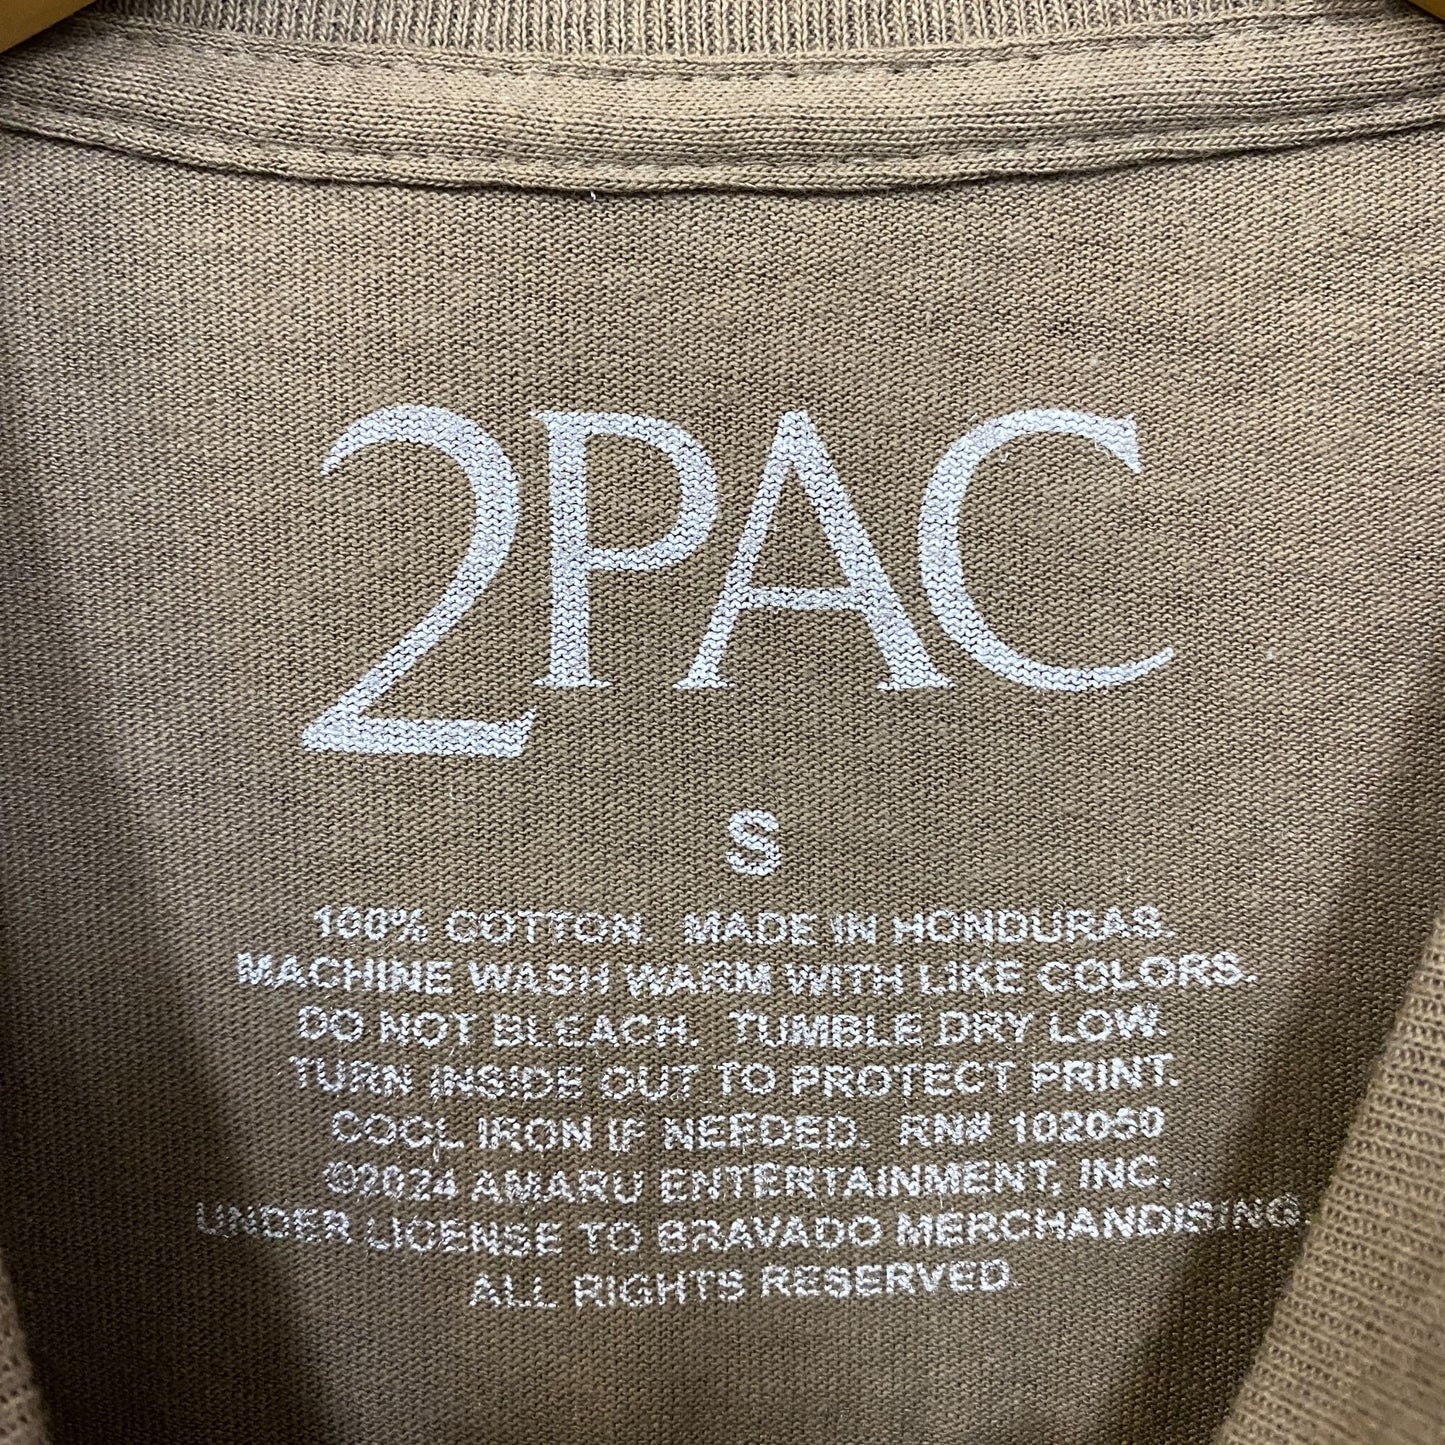 2PAC
S
100% COTTON. MADE IN HONDURAS.
MACHINE WASH WARM WITH LIKE COLORS.
DO NOT BLEACH. TUMBLE DRY LOW.
TURN INSIDE OUT TO PROTECT PRINT.
COOL IRON IF NEEDED. RN# 102050
©2024 AMARU ENTERTAINMENT, INC.
UNDER LICENSE TO BRAVADO MERCHANDISING.
ALL RIGHTS RESERVED.